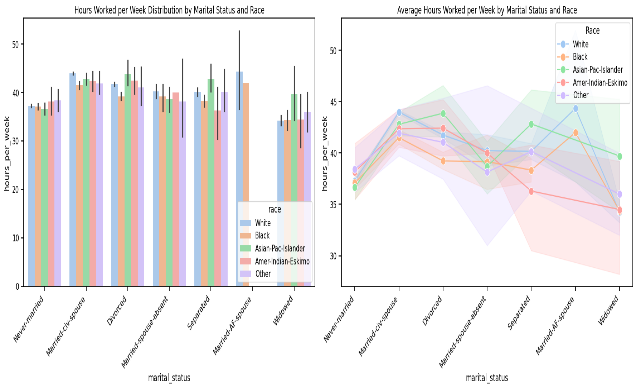 Hours Worked per Week Distribution by Marital Status and Race
hours_per_week
50
40
30
20
10
0
race
White
Black
Asian-Pac-Islander
Amer-Indian-Eskimo
Other
Never-married
Married-civ-spouse
Divorced
Married-spouse-absent
Separated
Married-AF-spouse
Widowed
marital_status
Average Hours Worked per Week by Marital Status and Race
hours_per_week
50
45
40
35
30
Race
White
Black
Asian-Pac-Islander
Amer-Indian-Eskimo
Other
Never-married
Married-civ-spouse
Divorced
Married-spouse-absent
Separated
Married-AF-spouse
Widowed
marital_status